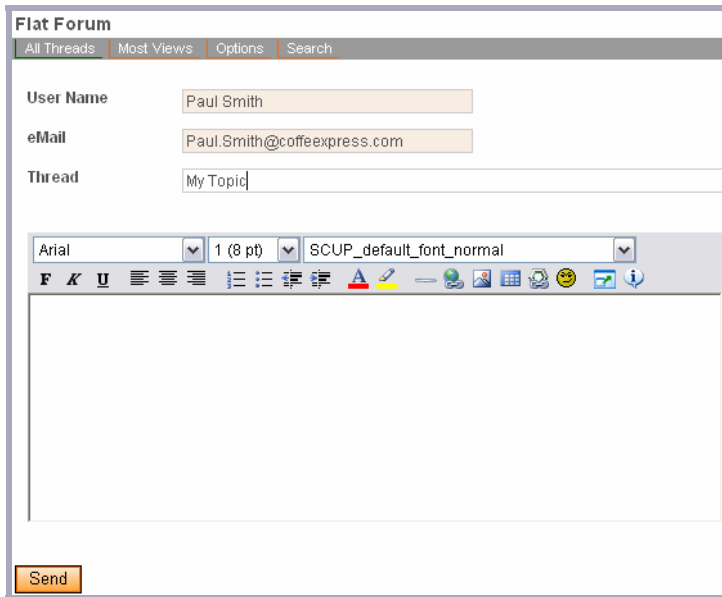 Flat Forum
All Threads Most Views Options Search
User Name Paul Smith
eMail Paul.Smith@coffeexpress.com
Thread My Topic
Arial 1 (8 pt) SCUP_default_font_normal
F K U A
Send